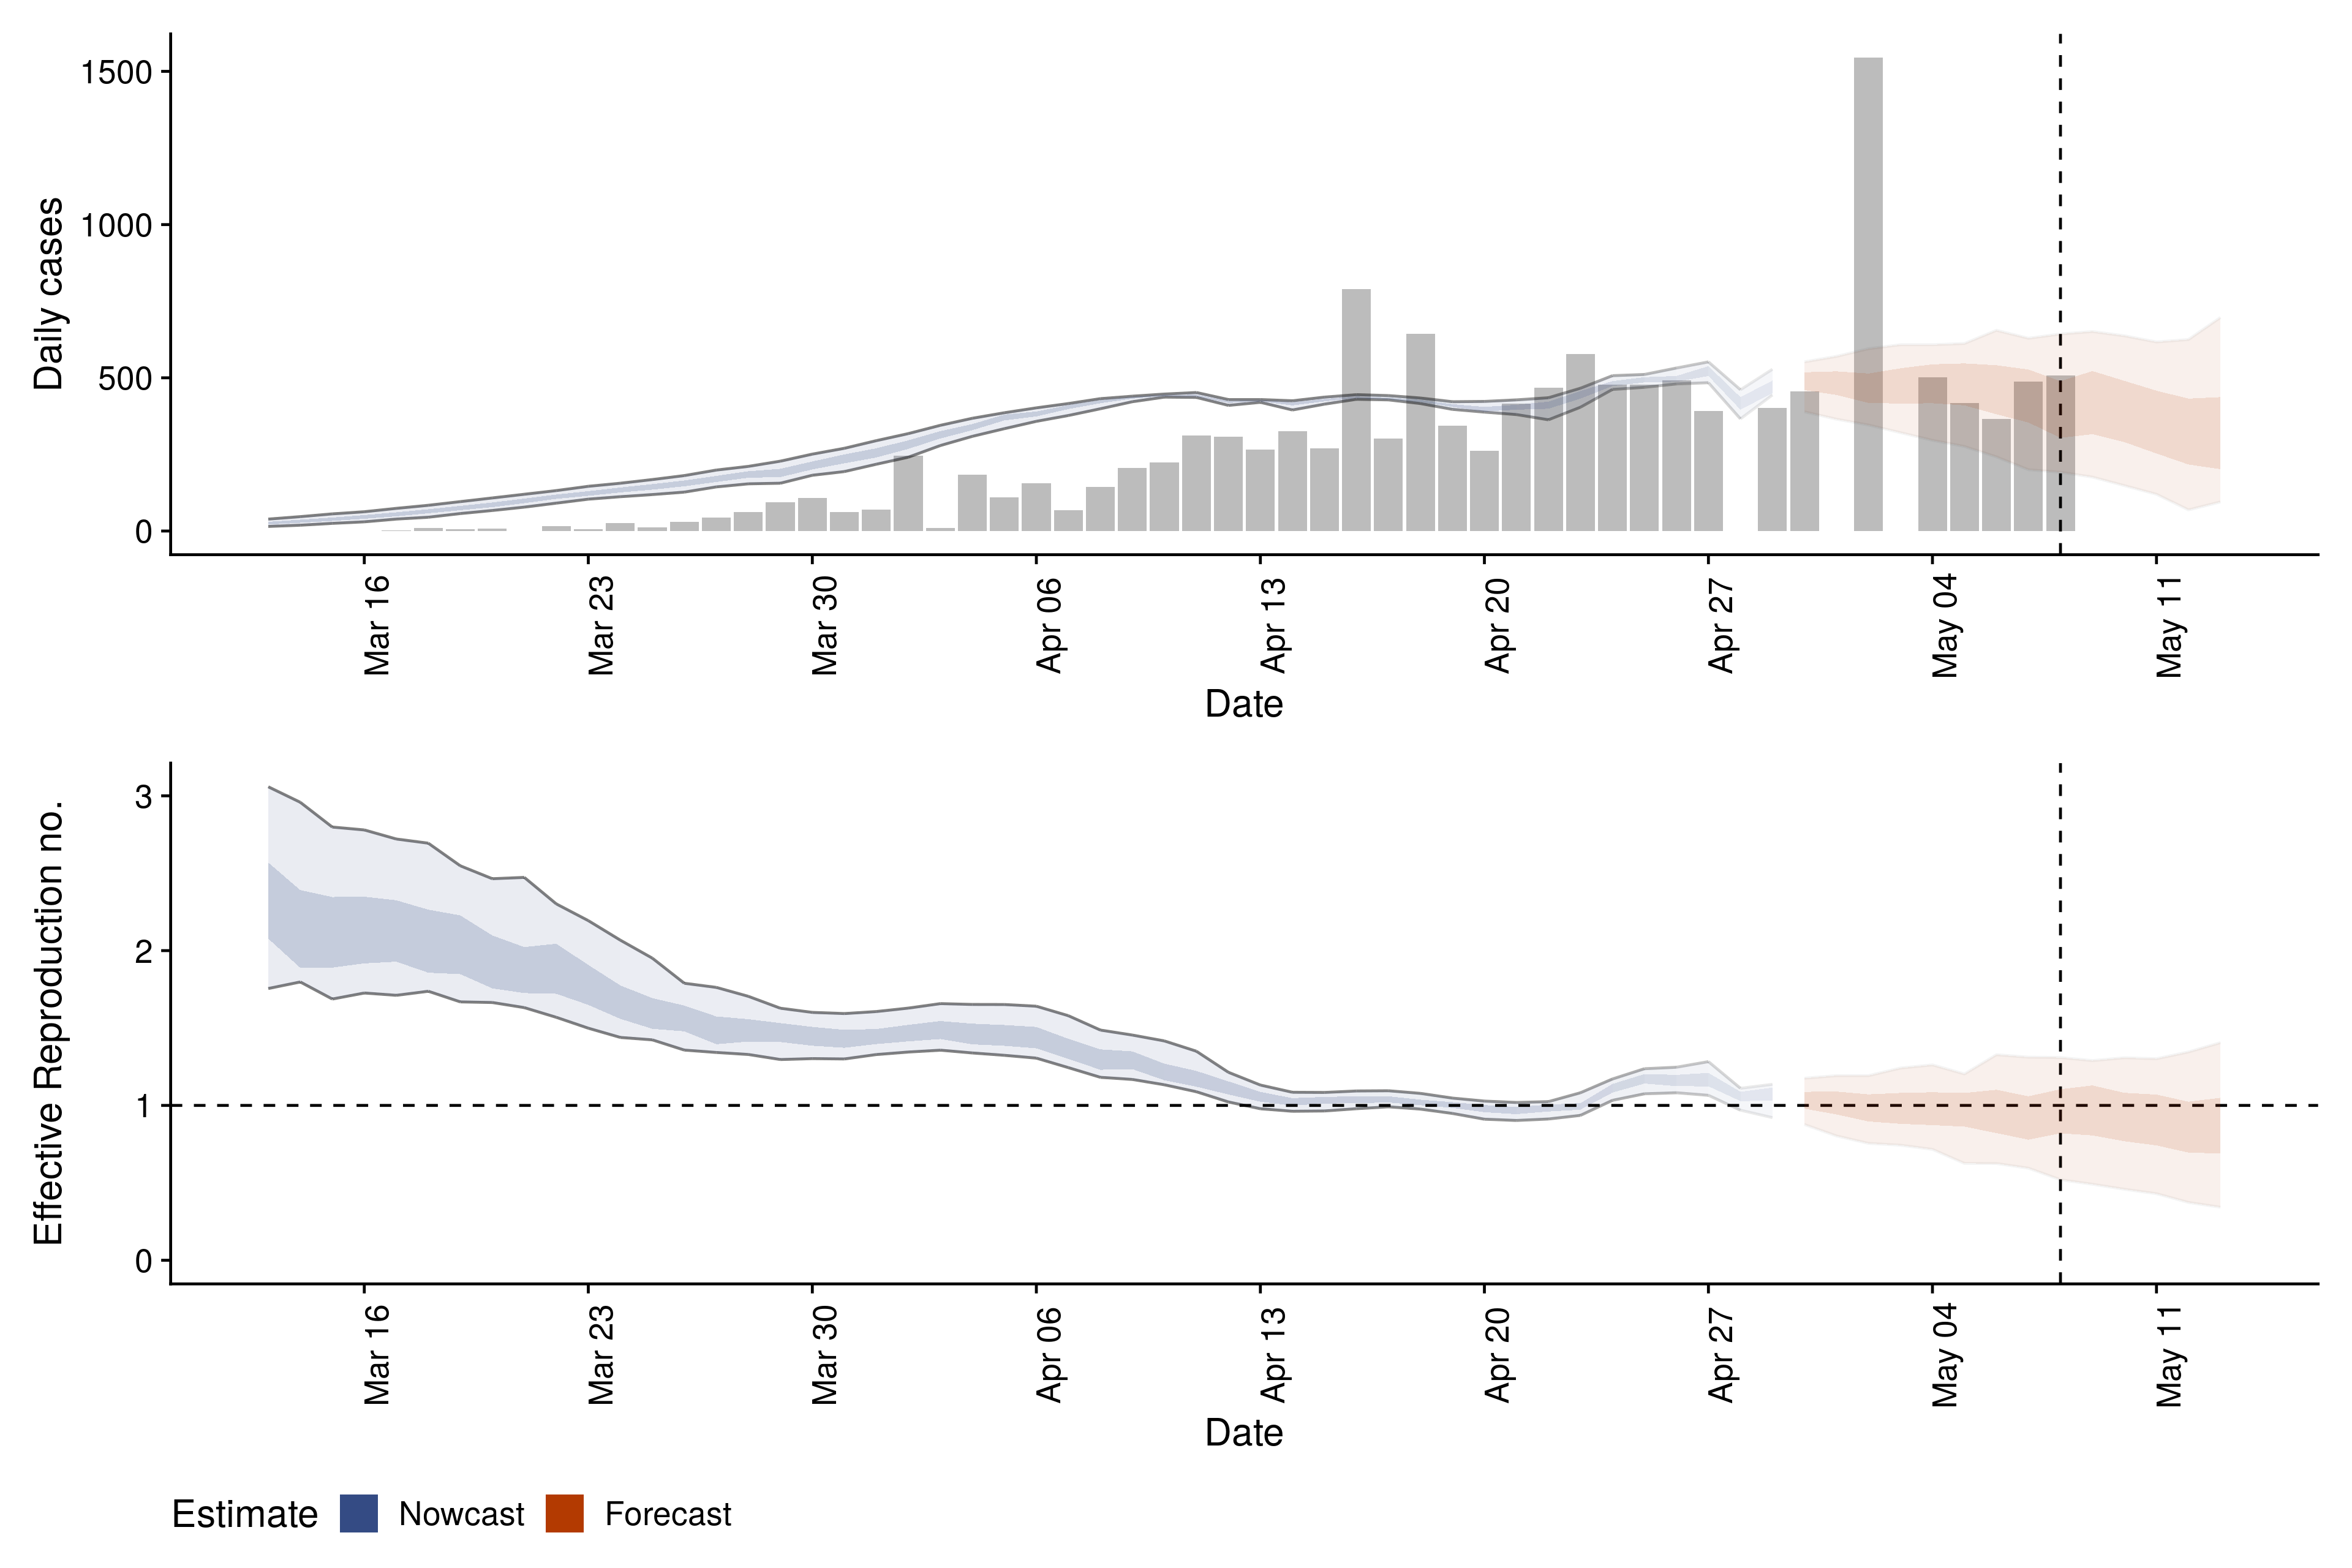 Daily cases
1500
1000
500
0
Mar 16
Mar 23
Mar 30
Apr 06
Apr 13
Apr 20
Apr 27
May 04
May 11
Date
Effective Reproduction no.
3
2
1
0
Mar 16
Mar 23
Mar 30
Apr 06
Apr 13
Apr 20
Apr 27
May 04
May 11
Date
Estimate Nowcast Forecast